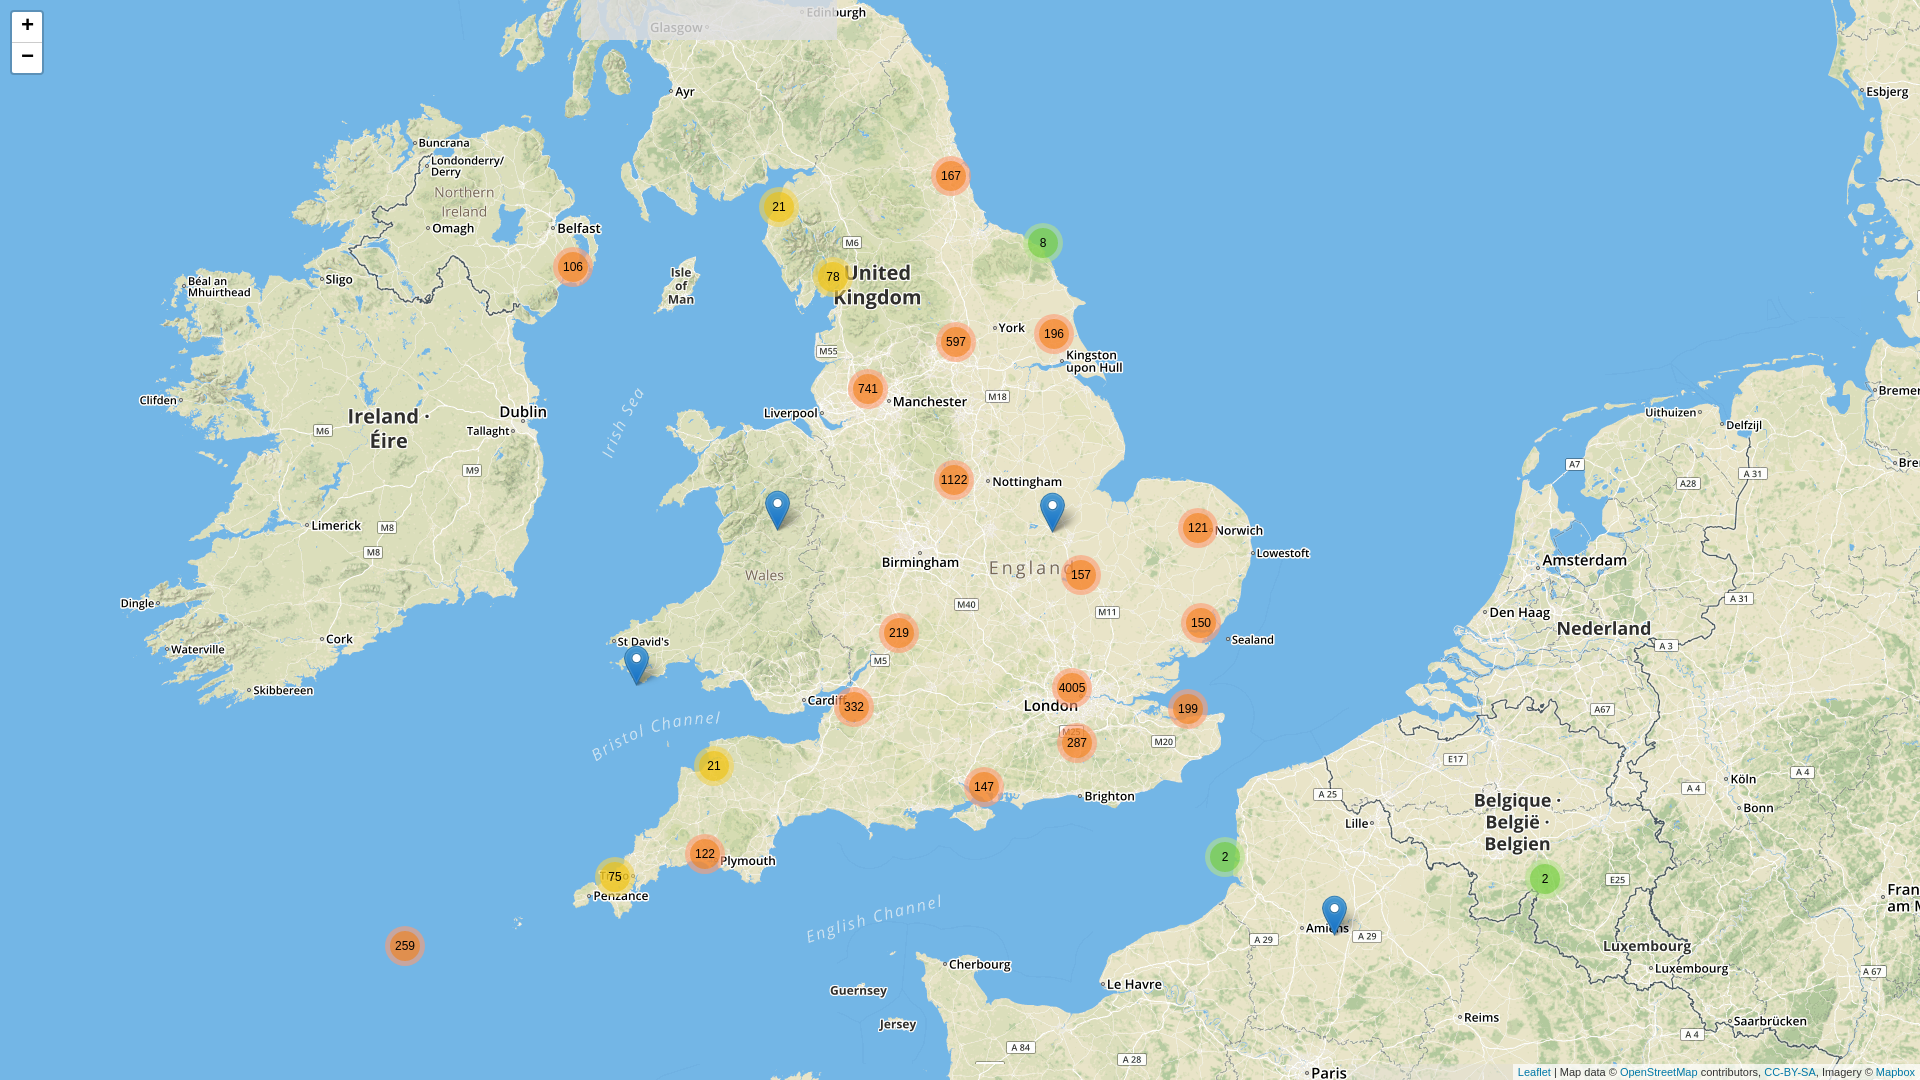 +
−
Glasgow
Edinburgh
Ayr
Esbjerg
Buncrana
Londonderry/
Derry
Northern
Ireland
Omagh
Belfast
167
21
8
M6
106
78
United
Kingdom
Isle
of
Man
Sligo
Béal an
Mhuirthead
York
196
597
M55
Kingston
upon Hull
741
Manchester
M18
Liverpool
Clifden
Ireland ·
Éire
Dublin
Tallaght
M6
M9
Irish Sea
Uithuizen
Delfzijl
Bremer
Bre
A7
A 31
A28
1122
Nottingham
121
Norwich
Lowestoft
Limerick
M8
M8
Birmingham
England
157
Wales
Amsterdam
Den Haag
Nederland
A 31
A 3
M40
M11
150
Sealand
219
M5
Dingle
Cork
Waterville
Skibbereen
St David's
Cardiff
332
4005
London
199
M25
287
M20
A67
Bristol Channel
21
147
Brighton
E17
A 25
Lille
Belgique ·
België ·
Belgien
Köln
A 4
A 4
Bonn
122
Plymouth
75
Penzance
2
2
E25
Fran
am M
259
English Channel
Amiens
A 29
A 29
Luxembourg
Luxembourg
A 67
Cherbourg
Guernsey
Le Havre
Jersey
Reims
Saarbrücken
A 4
A 84
A 28
Paris
Leaflet | Map data © OpenStreetMap contributors, CC-BY-SA, Imagery © Mapbox